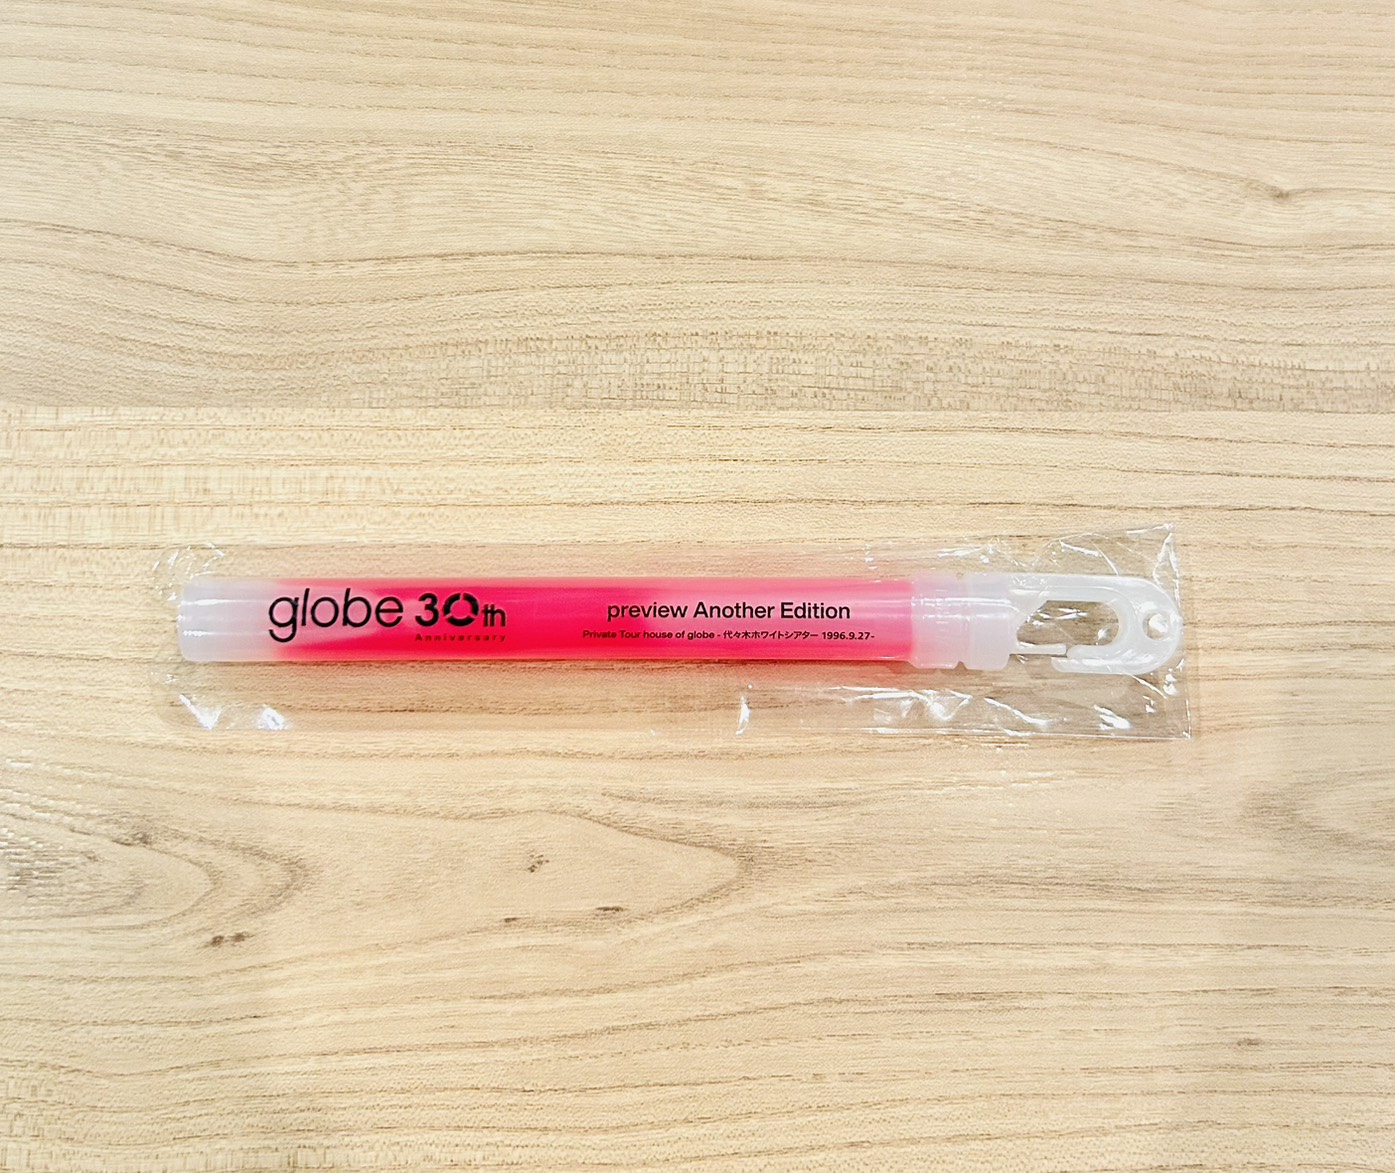 globe 30th
Anniversary
preview Another Edition
Private Tour house of globe - 代々木ホワイトシアター 1996.9.27-